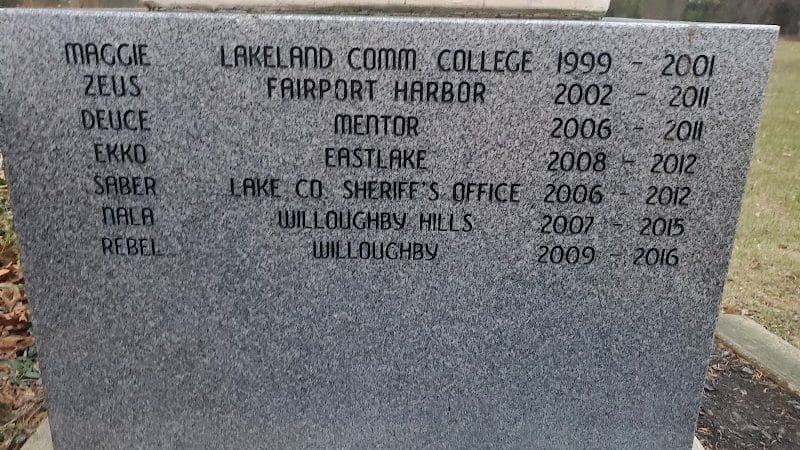 MAGGIE LAKELAND COMM. COLLEGE 1999 - 2001
ZEUS FAIRPORT HARBOR 2002 - 2011
DEUCE MENTOR 2006 - 2011
EKKO EASTLAKE 2008 - 2012
SABER LAKE CO. SHERIFF'S OFFICE 2006 - 2012
NALA WILLOUGHBY HILLS 2007 - 2015
REBEL WILLOUGHBY 2009 - 2016